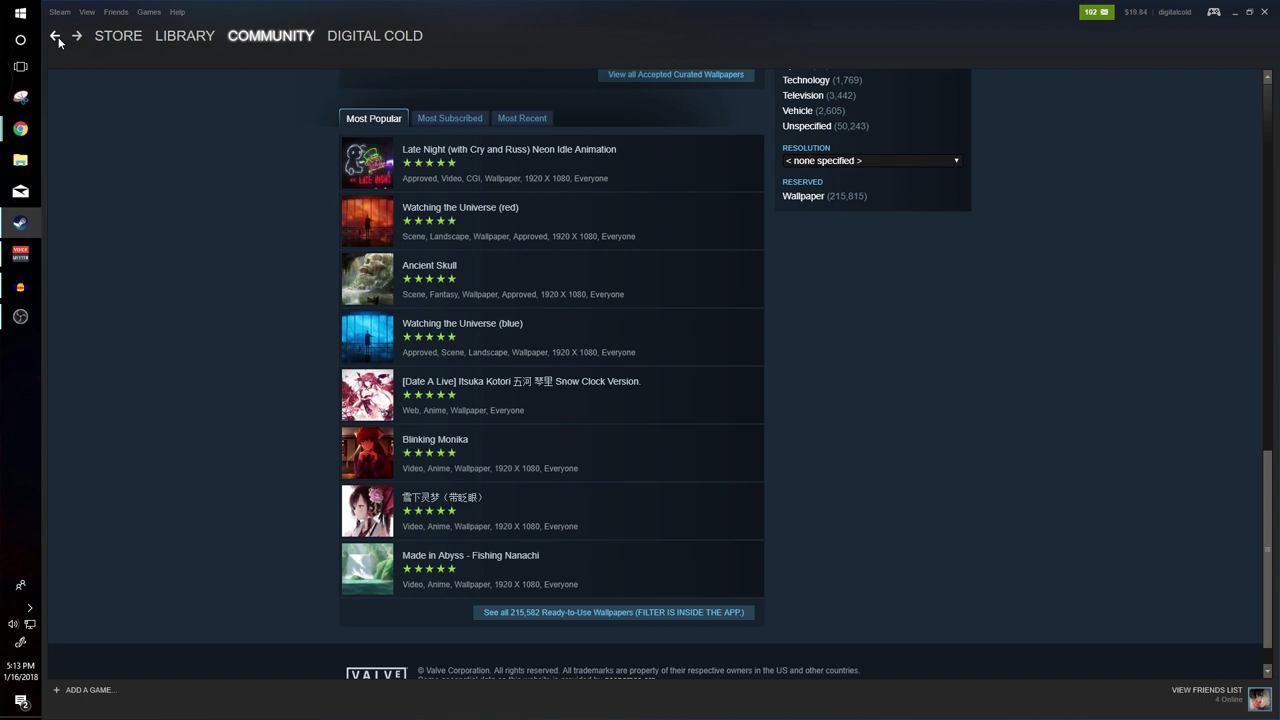 Steam View Friends Games Help
102 $19.84 digitalcold
STORE LIBRARY COMMUNITY DIGITAL COLD
View all Accepted Curated Wallpapers
Most Popular Most Subscribed Most Recent
Late Night (with Cry and Russ) Neon Idle Animation
Approved, Video, CGI, Wallpaper, 1920 X 1080, Everyone
Watching the Universe (red)
Scene, Landscape, Wallpaper, Approved, 1920 X 1080, Everyone
Ancient Skull
Scene, Fantasy, Wallpaper, Approved, 1920 X 1080, Everyone
Watching the Universe (blue)
Approved, Scene, Landscape, Wallpaper, 1920 X 1080, Everyone
[Date A Live] Itsuka Kotori 五河 琴里 Snow Clock Version.
Web, Anime, Wallpaper, Everyone
Blinking Monika
Video, Anime, Wallpaper, 1920 X 1080, Everyone
雪下灵梦（带眨眼）
Video, Anime, Wallpaper, 1920 X 1080, Everyone
Made in Abyss - Fishing Nanachi
Video, Anime, Wallpaper, 1920 X 1080, Everyone
See all 215,582 Ready-to-Use Wallpapers (FILTER IS INSIDE THE APP.)
Technology (1,769)
Television (3,442)
Vehicle (2,605)
Unspecified (50,243)
RESOLUTION
< none specified >
RESERVED
Wallpaper (215,815)
VALVE
© Valve Corporation. All rights reserved. All trademarks are property of their respective owners in the US and other countries.
+ ADD A GAME...
VIEW FRIENDS LIST
4 Online
5:13 PM
1/16/2018
2